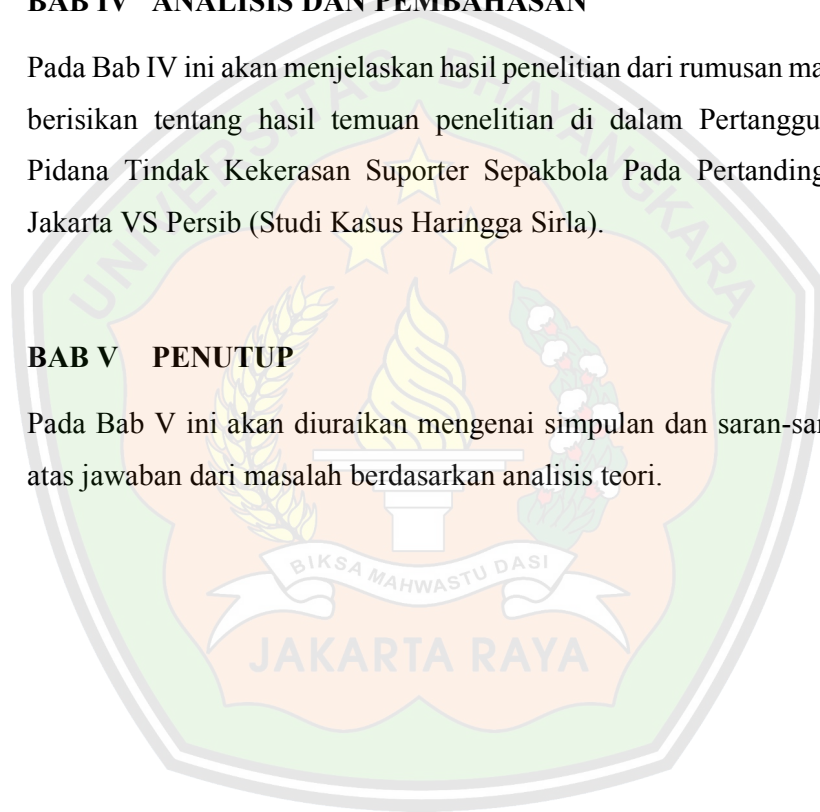 BAB IV ANALISIS DAN PEMBAHASAN
Pada Bab IV ini akan menjelaskan hasil penelitian dari rumusan ma
berisikan tentang hasil temuan penelitian di dalam Pertanggu
Pidana Tindak Kekerasan Suporter Sepakbola Pada Pertanding
Jakarta VS Persib (Studi Kasus Haringga Sirla).
BAB V PENUTUP
Pada Bab V ini akan diuraikan mengenai simpulan dan saran-sar
atas jawaban dari masalah berdasarkan analisis teori.
UNIVERSITAS BHAYANGKARA
BIKSA MAHWASTU DASI
JAKARTA RAYA